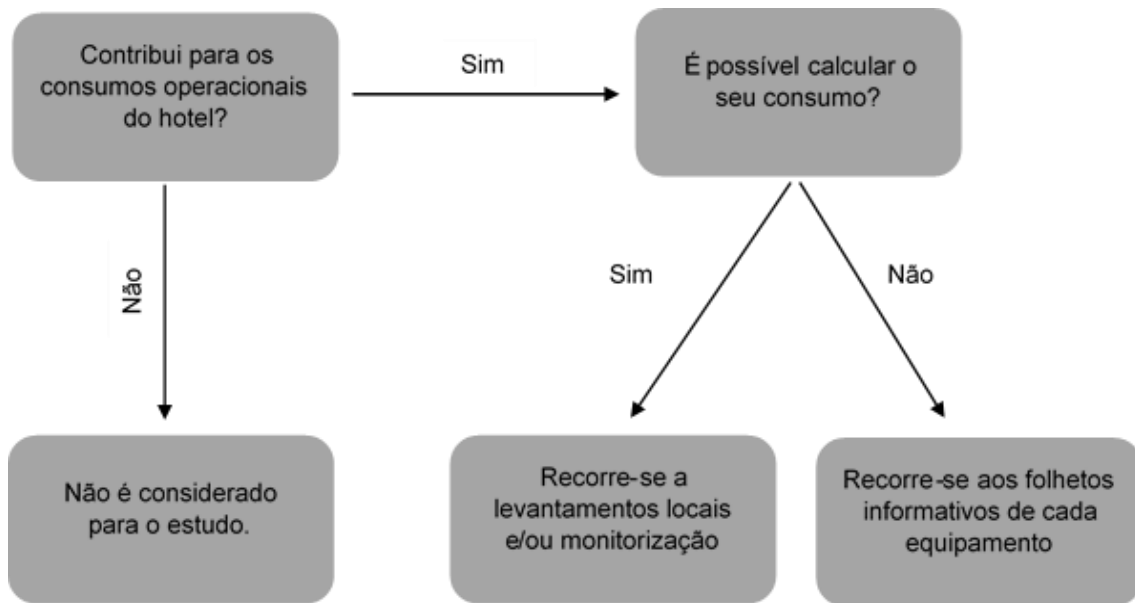 Contribui para os
consumos operacionais
do hotel?
Sim
É possível calcular o
seu consumo?
Não
Sim
Não
Não é considerado
para o estudo.
Recorre-se a
levantamentos locais
e/ou monitorização
Recorre-se aos folhetos
informativos de cada
equipamento